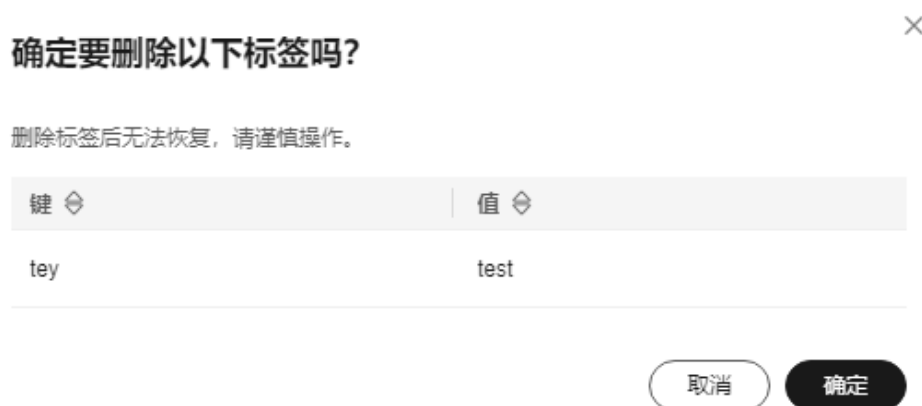 确定要删除以下标签吗？
删除标签后无法恢复，请谨慎操作。
键 值
tey test
取消 确定